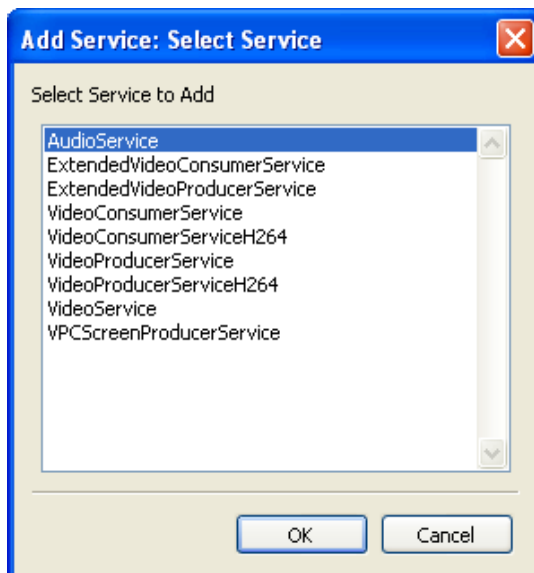 Add Service: Select Service
Select Service to Add
AudioService
ExtendedVideoConsumerService
ExtendedVideoProducerService
VideoConsumerService
VideoConsumerServiceH264
VideoProducerService
VideoProducerServiceH264
VideoService
VPCScreenProducerService
OK Cancel